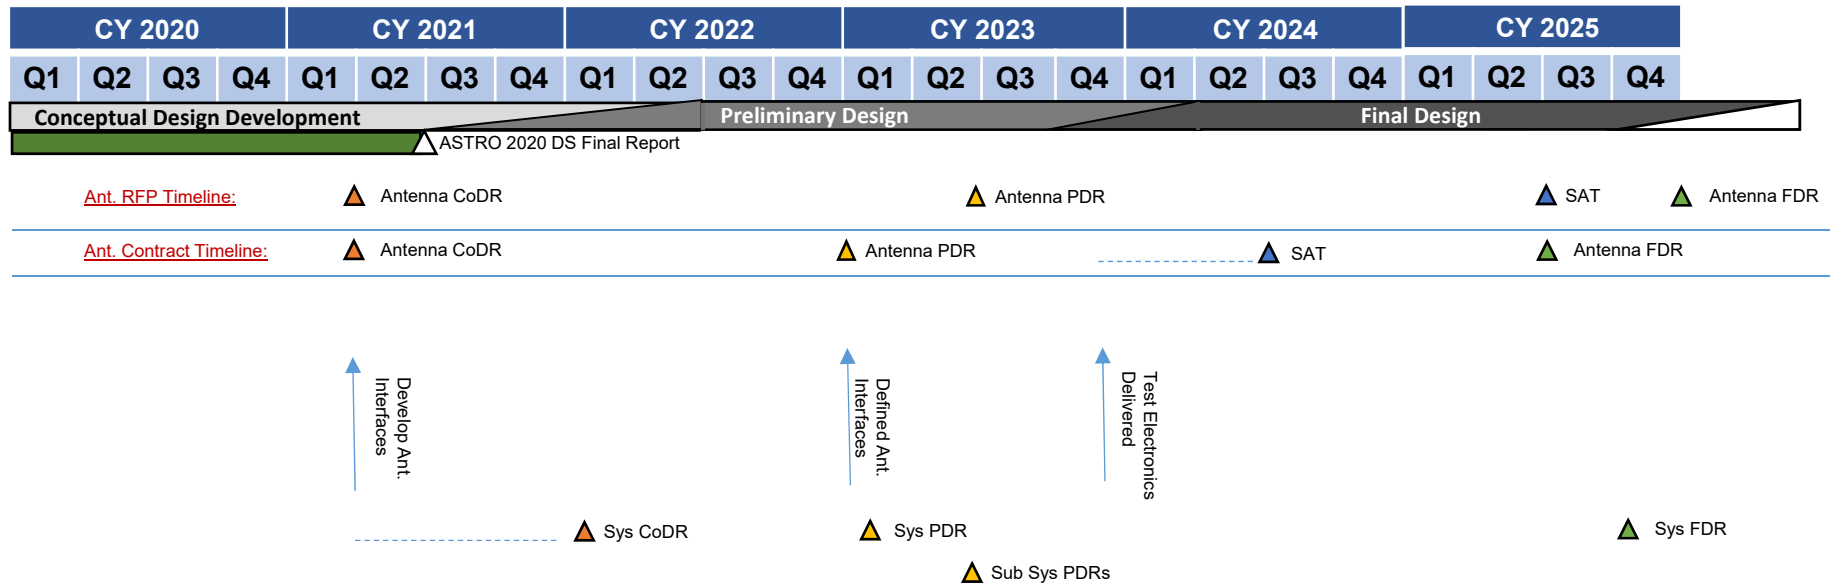 CY 2020 CY 2021 CY 2022 CY 2023 CY 2024 CY 2025
Q1 Q2 Q3 Q4 Q1 Q2 Q3 Q4 Q1 Q2 Q3 Q4 Q1 Q2 Q3 Q4 Q1 Q2 Q3 Q4 Q1 Q2 Q3 Q4
Conceptual Design Development Preliminary Design Final Design
ASTRO 2020 DS Final Report
Ant. RFP Timeline: Antenna CoDR Antenna PDR SAT Antenna FDR
Ant. Contract Timeline: Antenna CoDR Antenna PDR SAT Antenna FDR
Develop Ant.
Interfaces
Defined Ant.
Interfaces
Test Electronics
Delivered
Sys CoDR Sys PDR Sys FDR
Sub Sys PDRs